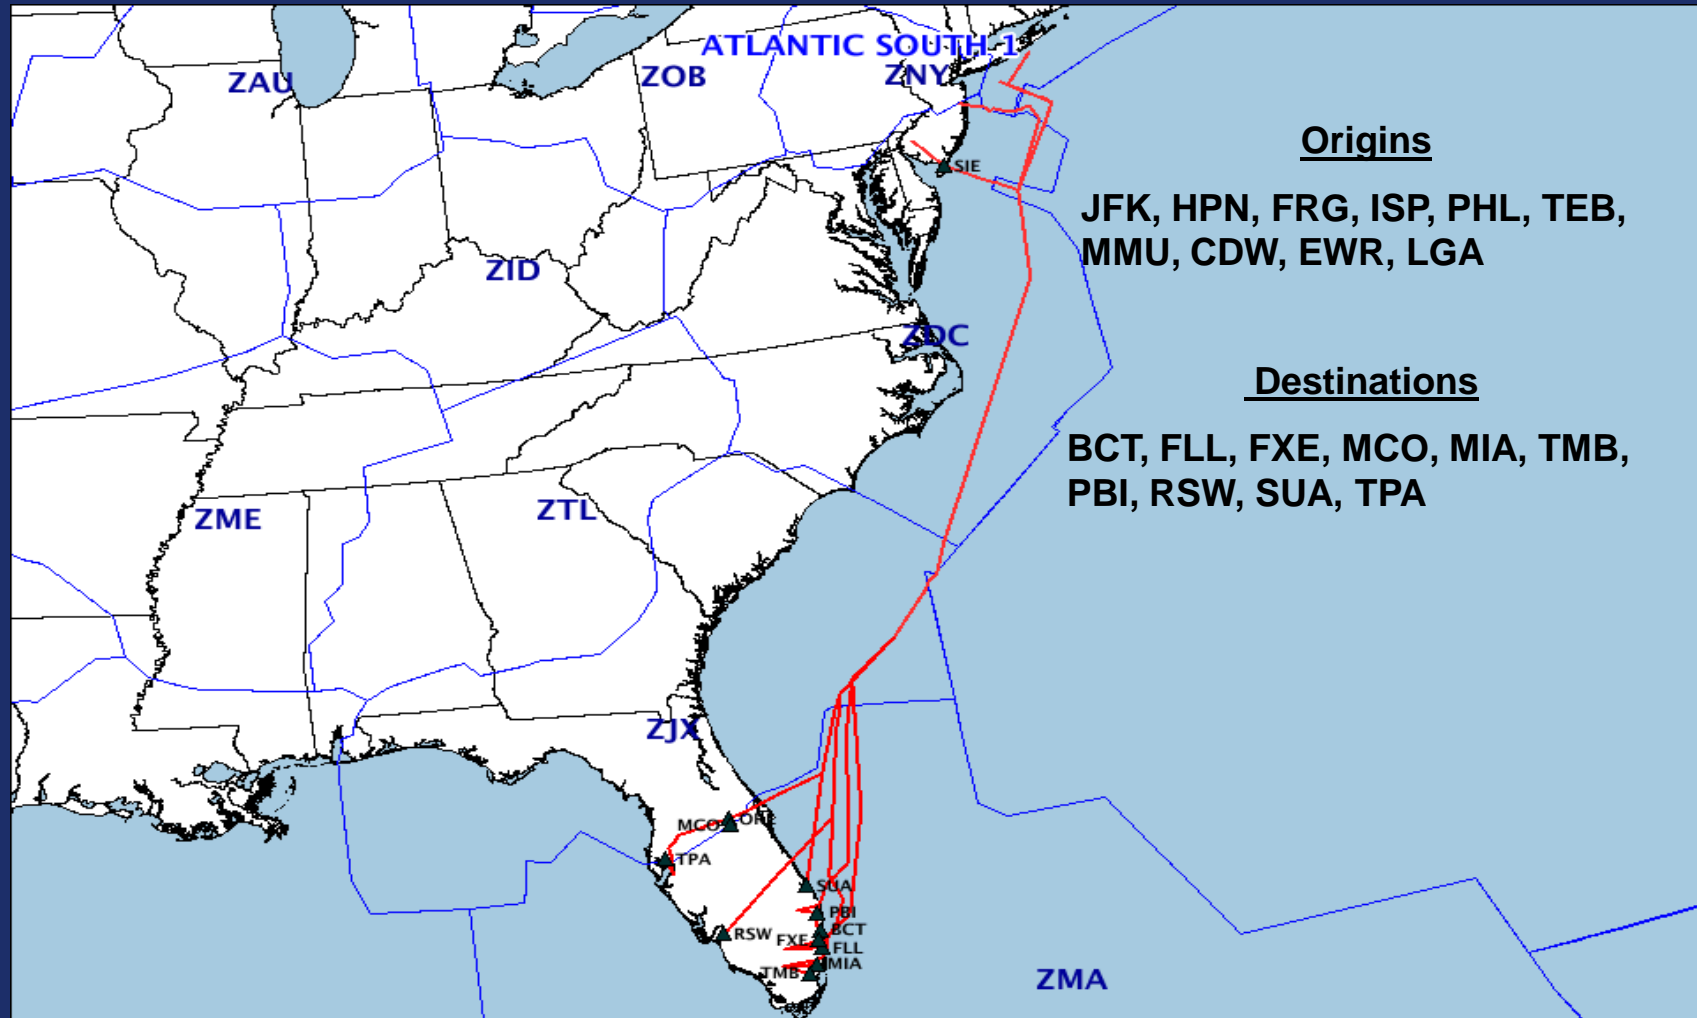 ATLANTIC SOUTH 1
ZAU
ZOB
ZNY
Origins
SIE
JFK, HPN, FRG, ISP, PHL, TEB,
MMU, CDW, EWR, LGA
ZID
ZDC
Destinations
BCT, FLL, FXE, MCO, MIA, TMB,
PBI, RSW, SUA, TPA
ZME
ZTL
ZJX
MCO
TPA
SUA
PBI
BCT
RSW
FXE
FLL
MIA
TMB
ZMA